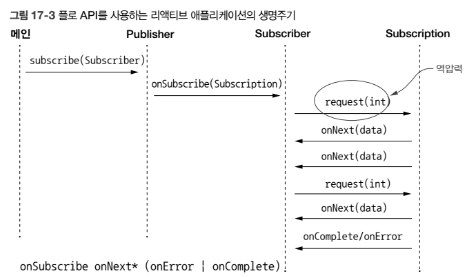 그림 17-3 플로 API를 사용하는 리액티브 애플리케이션의 생명주기
메인 Publisher Subscriber Subscription
subscribe(Subscriber)
onSubscribe(Subscription)
역압력
request(int)
onNext(data)
onNext(data)
request(int)
onNext(data)
onComplete/onError
onSubscribe onNext* (onError | onComplete)